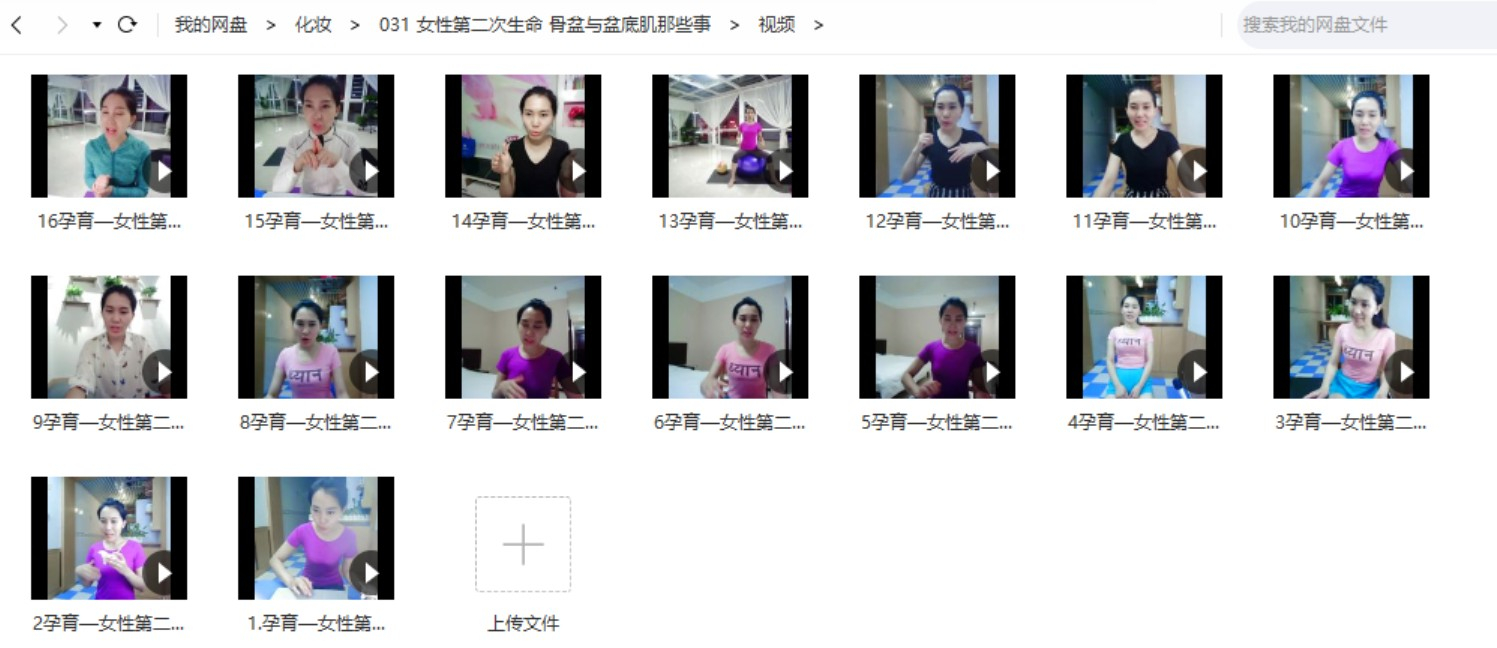 我的网盘 > 化妆 > 031 女性第二次生命 骨盆与盆底肌那些事 > 视频 >
搜索我的网盘文件
16孕育—女性第...
15孕育—女性第...
14孕育—女性第...
13孕育—女性第...
12孕育—女性第...
11孕育—女性第...
10孕育—女性第...
9孕育—女性第二...
8孕育—女性第二...
7孕育—女性第二...
6孕育—女性第二...
5孕育—女性第二...
4孕育—女性第二...
3孕育—女性第二...
2孕育—女性第二...
1.孕育—女性第...
上传文件